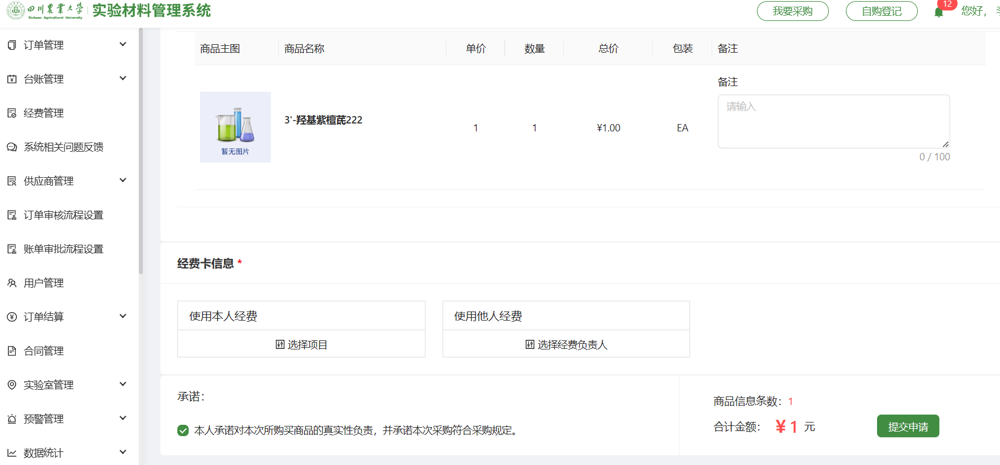 四川农业大学
Sichuan Agricultural University
实验材料管理系统
我要采购
自购登记
12
您好，
订单管理
台账管理
经费管理
系统相关问题反馈
供应商管理
订单审核流程设置
账单审批流程设置
用户管理
订单结算
合同管理
实验室管理
预警管理
数据统计
商品主图 商品名称 单价 数量 总价 包装 备注
备注
暂无图片
3'-羟基紫檀芪222
1 1 ¥1.00 EA
请输入
0 / 100
经费卡信息 *
使用本人经费
选择项目
使用他人经费
选择经费负责人
承诺：
本人承诺对本次所购买商品的真实性负责，并承诺本次采购符合采购规定。
商品信息条数：1
合计金额： ¥ 1 元
提交申请